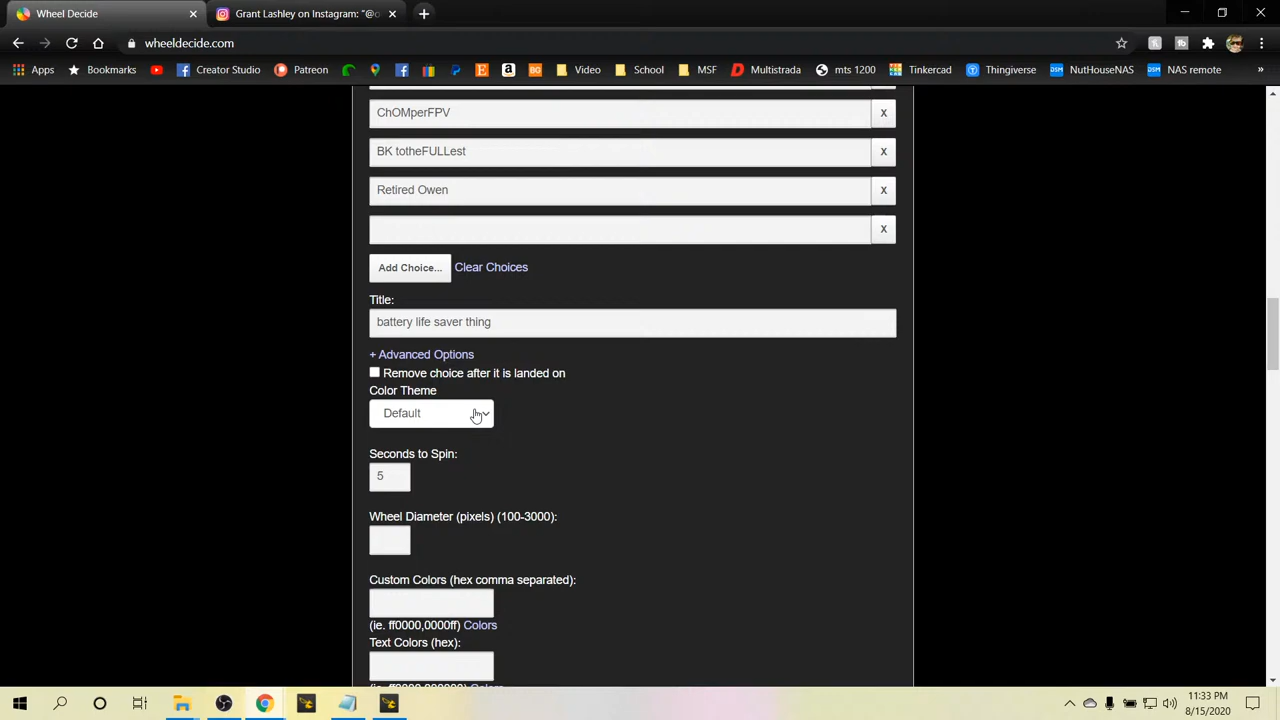 Wheel Decide
Grant Lashley on Instagram: “@c
wheeldecide.com
Apps
Bookmarks
Creator Studio
Patreon
BG
Video
School
MSF
Multistrada
mts 1200
Tinkercad
Thingiverse
DSM
NutHouseNAS
DSM
NAS remote
»
ChOMperFPV
X
BK totheFULLest
X
Retired Owen
X
X
Add Choice...
Clear Choices
Title:
battery life saver thing
+ Advanced Options
Remove choice after it is landed on
Color Theme
Default
Seconds to Spin:
5
Wheel Diameter (pixels) (100-3000):
Custom Colors (hex comma separated):
(ie. ff0000,0000ff) Colors
Text Colors (hex):
11:33 PM
8/15/2020